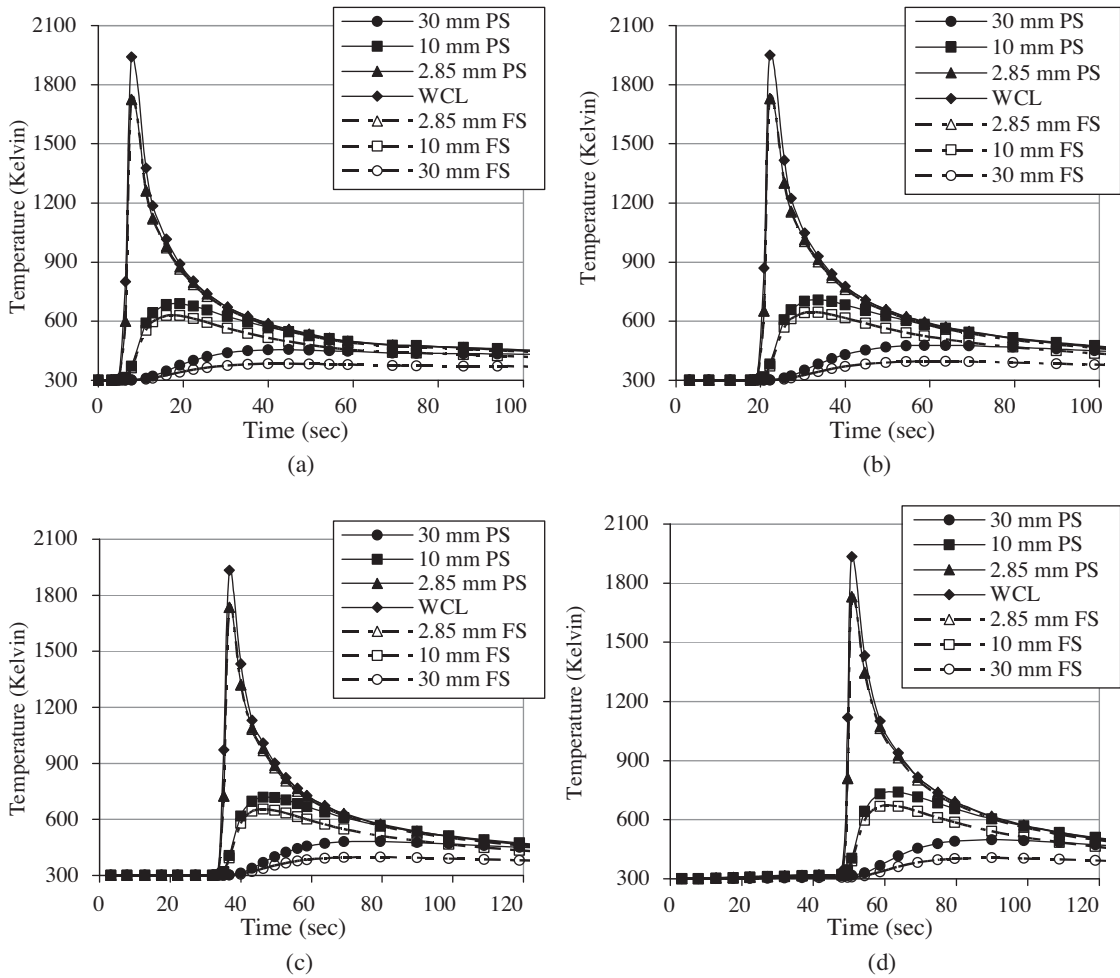 2100
1800
1500
1200
900
600
300
0
20
40
60
80
100
Temperature (Kelvin)
Time (sec)
30 mm PS
10 mm PS
2.85 mm PS
WCL
2.85 mm FS
10 mm FS
30 mm FS
(a)
2100
1800
1500
1200
900
600
300
0
20
40
60
80
100
Temperature (Kelvin)
Time (sec)
30 mm PS
10 mm PS
2.85 mm PS
WCL
2.85 mm FS
10 mm FS
30 mm FS
(b)
2100
1800
1500
1200
900
600
300
0
20
40
60
80
100
120
Temperature (Kelvin)
Time (sec)
30 mm PS
10 mm PS
2.85 mm PS
WCL
2.85 mm FS
10 mm FS
30 mm FS
(c)
2100
1800
1500
1200
900
600
300
0
20
40
60
80
100
120
Temperature (Kelvin)
Time (sec)
30 mm PS
10 mm PS
2.85 mm PS
WCL
2.85 mm FS
10 mm FS
30 mm FS
(d)